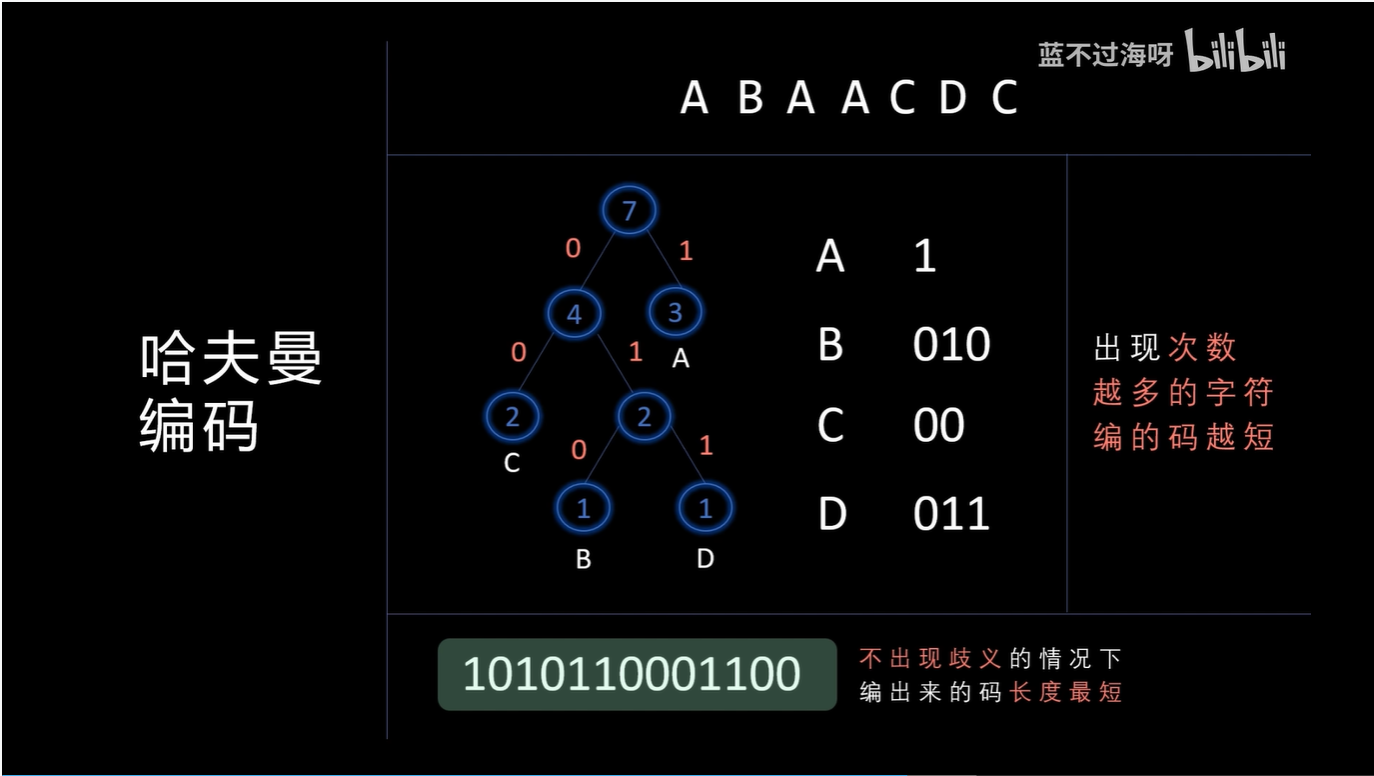 蓝不过海呀 bilibili
A B A A C D C
哈夫曼
编码
7
0 1
4 3
A
0 1
2 2
C
0 1
1 1
B D
A 1
B 010
C 00
D 011
出现次数
越多的字符
编的码越短
1010110001100
不出现歧义的情况下
编出来的码长度最短